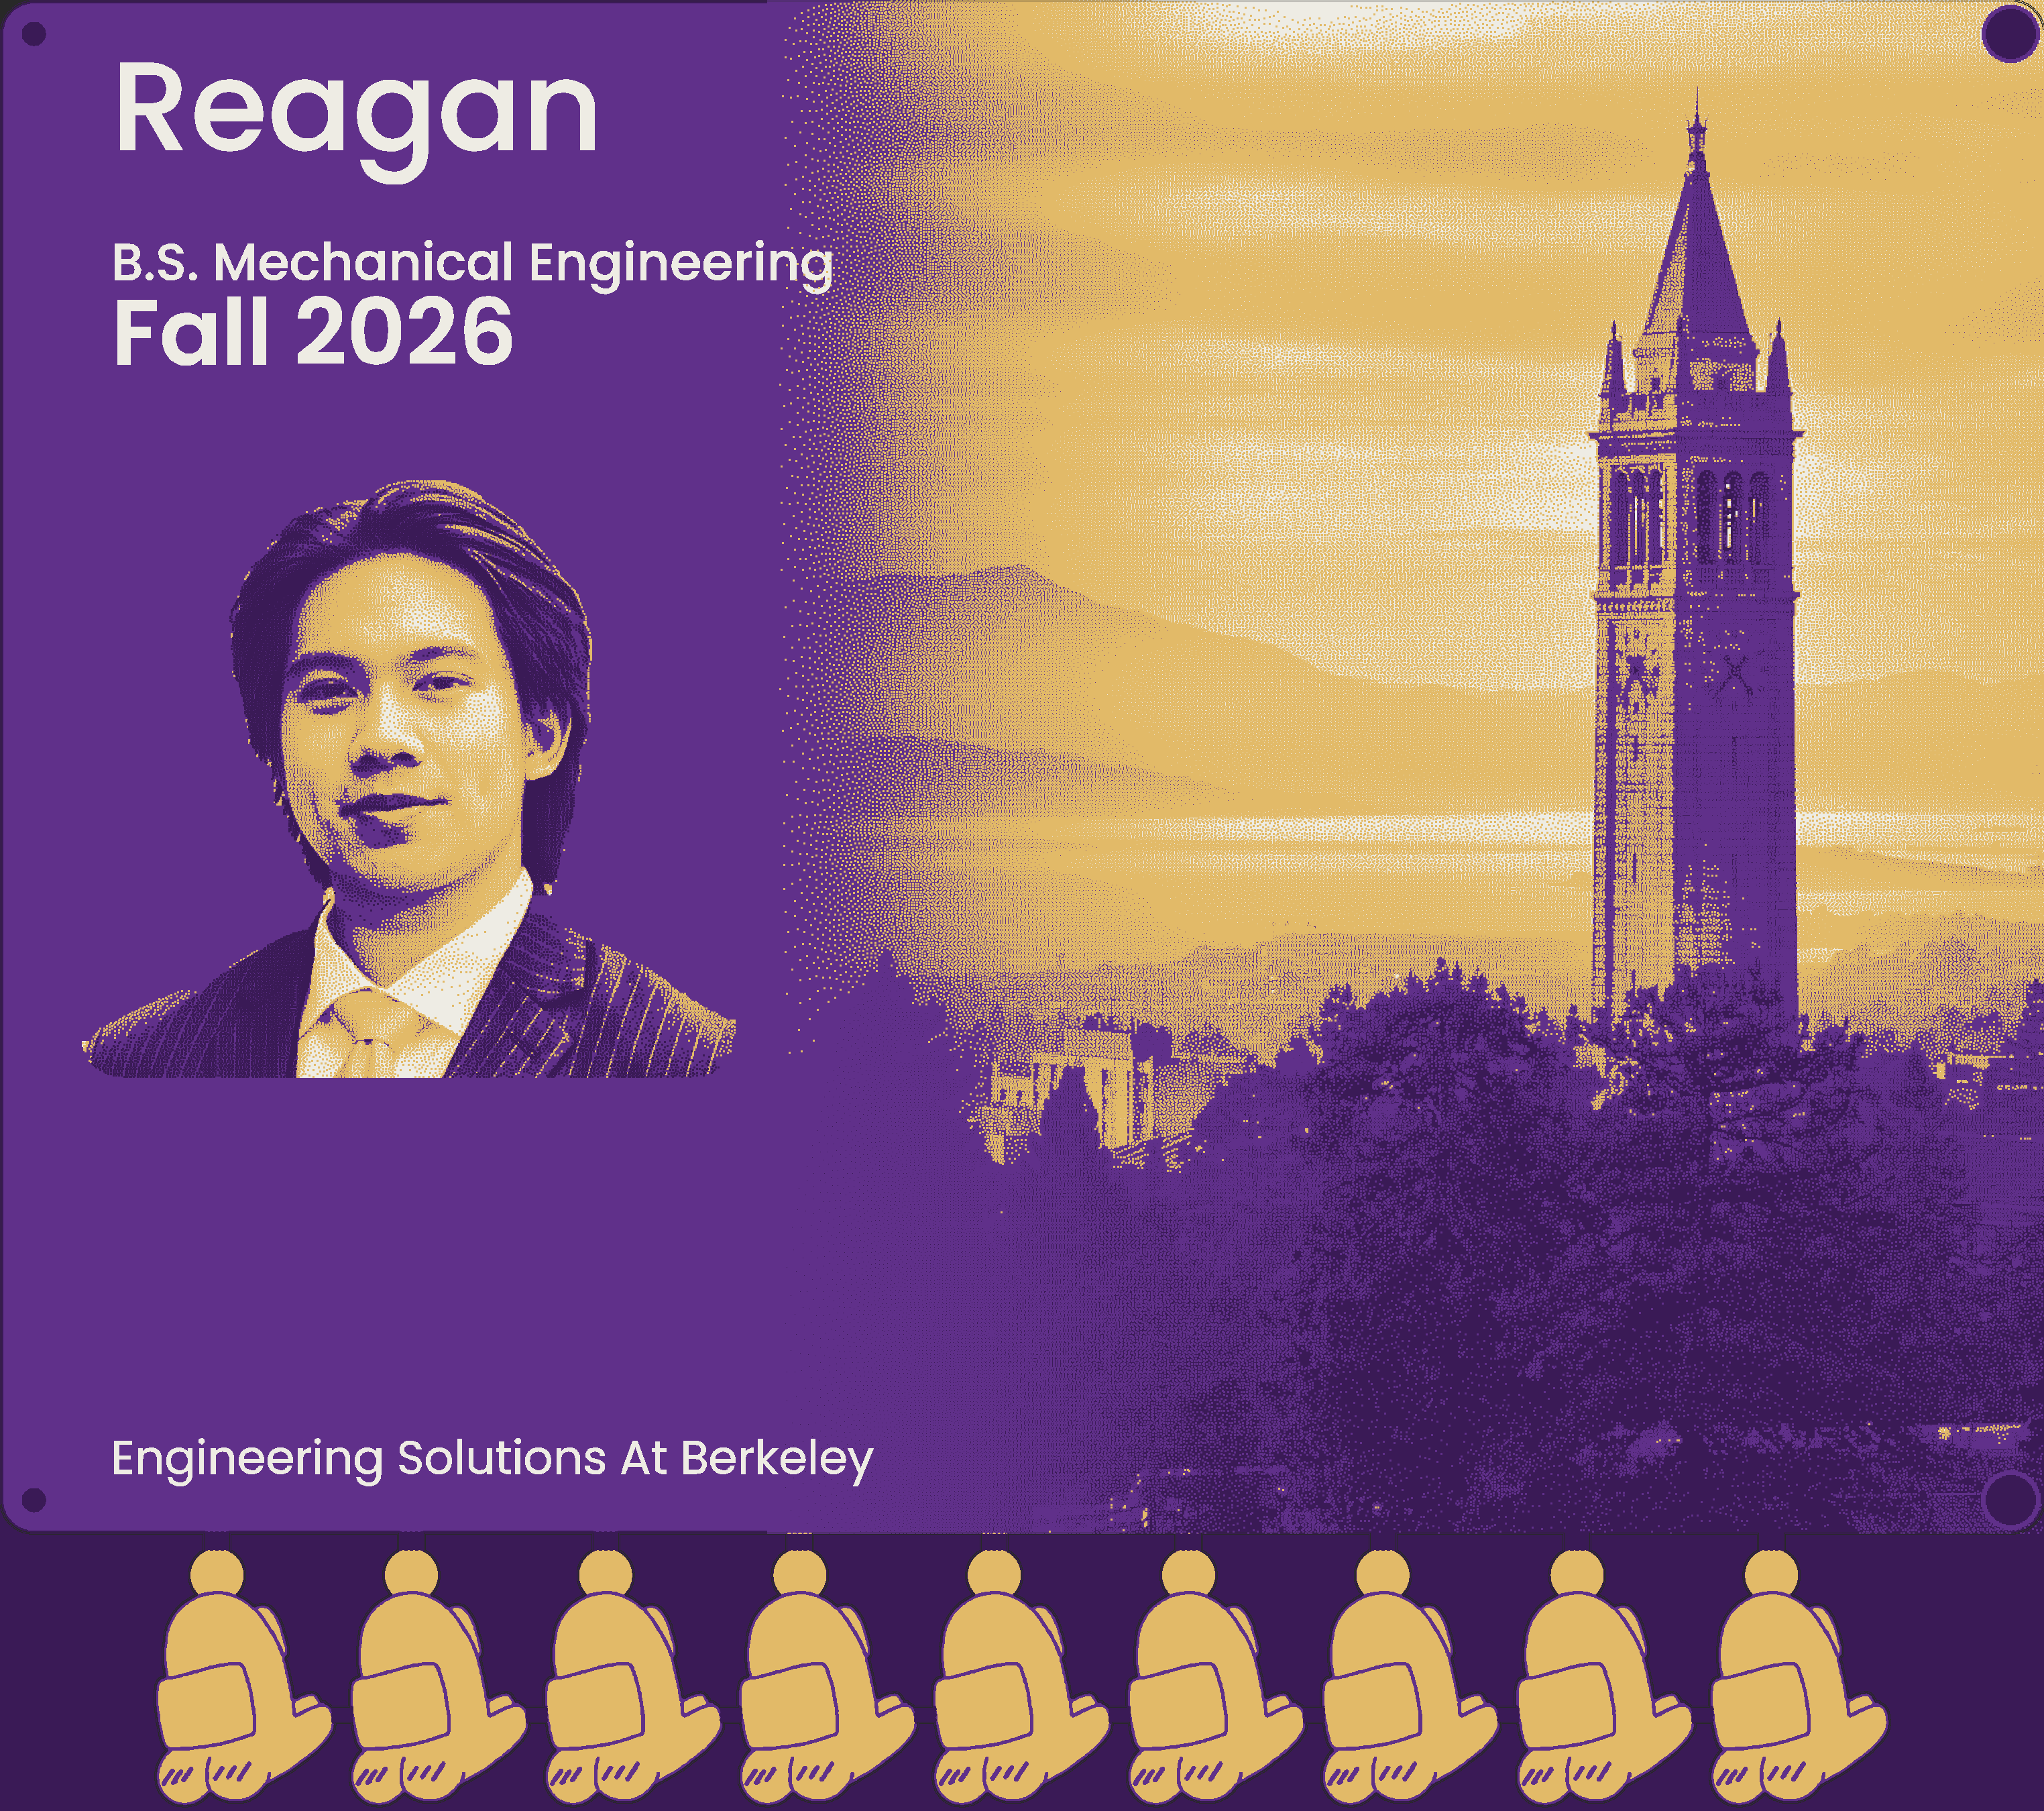 Reagan
B.S. Mechanical Engineering
Fall 2026
Engineering Solutions At Berkeley